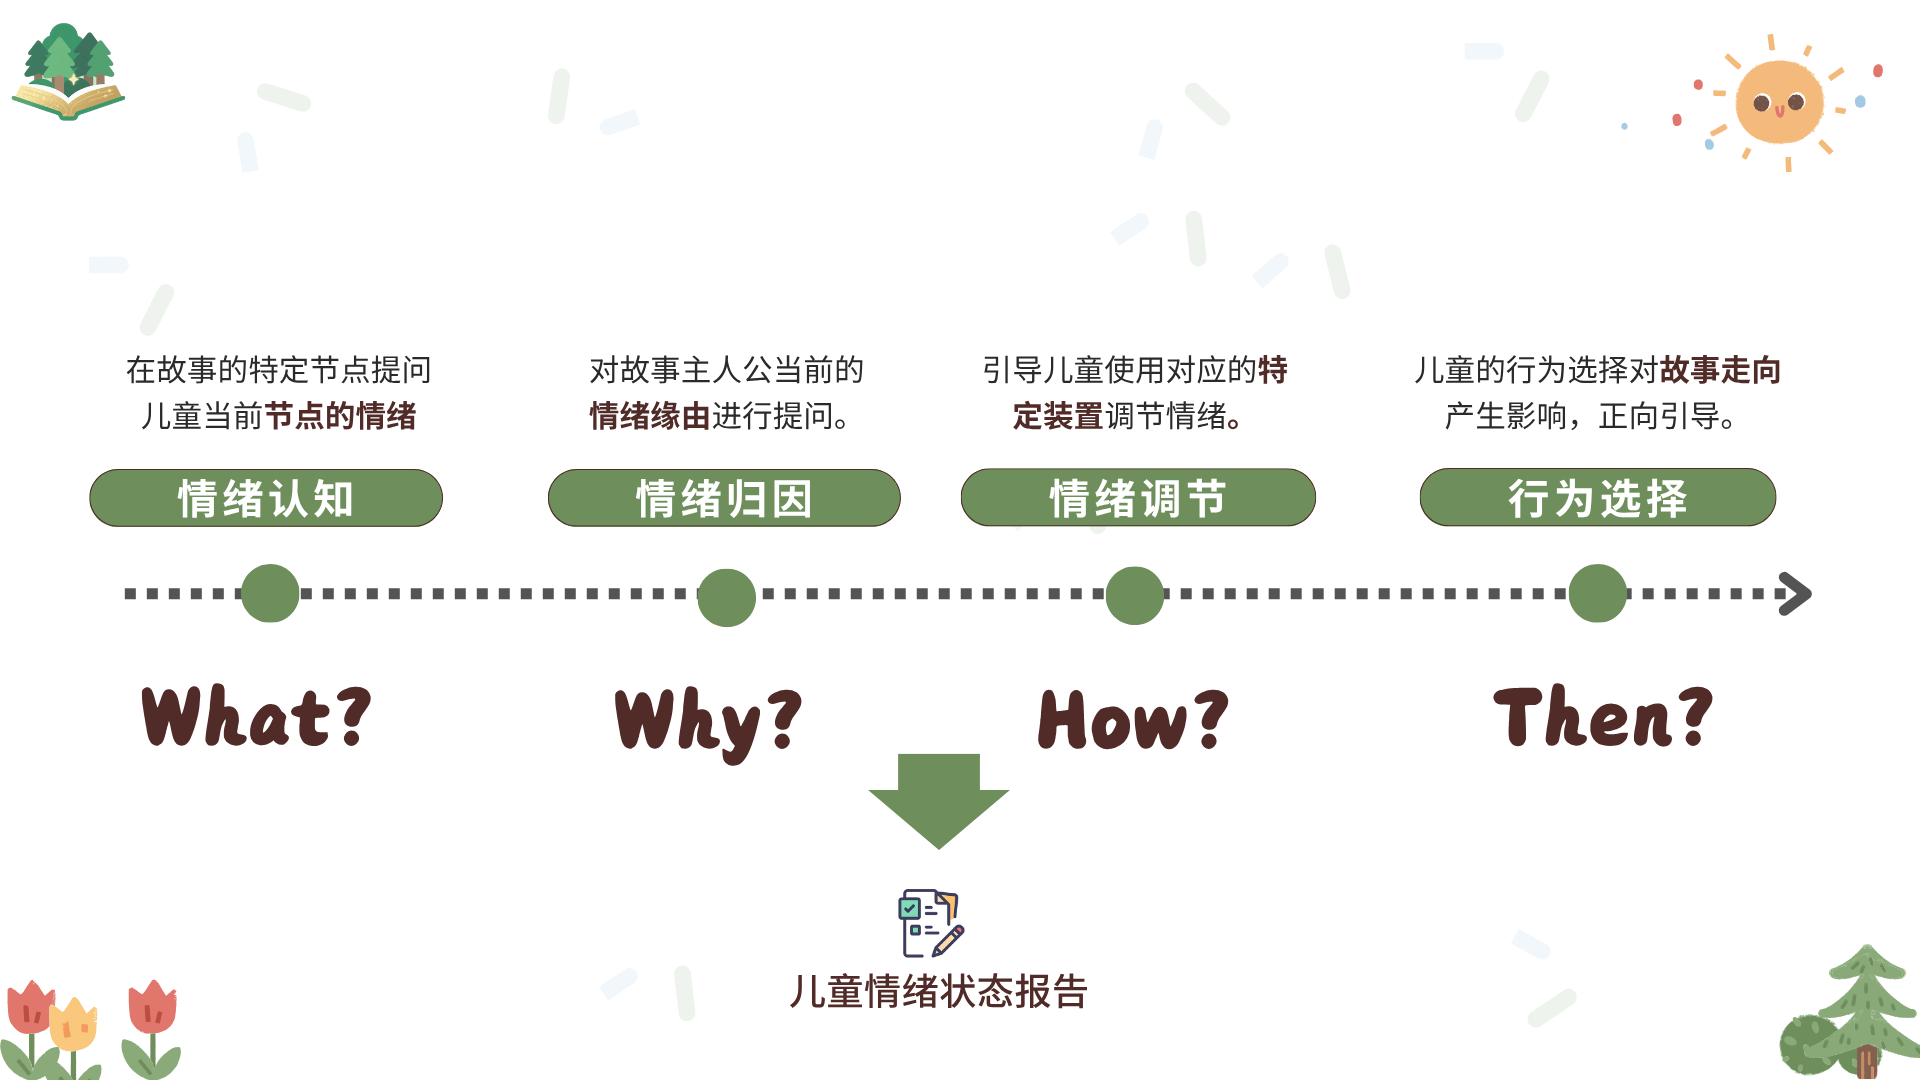 在故事的特定节点提问
儿童当前节点的情绪
情绪认知
What?
对故事主人公当前的
情绪缘由进行提问。
情绪归因
Why?
引导儿童使用对应的特
定装置调节情绪。
情绪调节
How?
儿童的行为选择对故事走向
产生影响，正向引导。
行为选择
Then?
儿童情绪状态报告